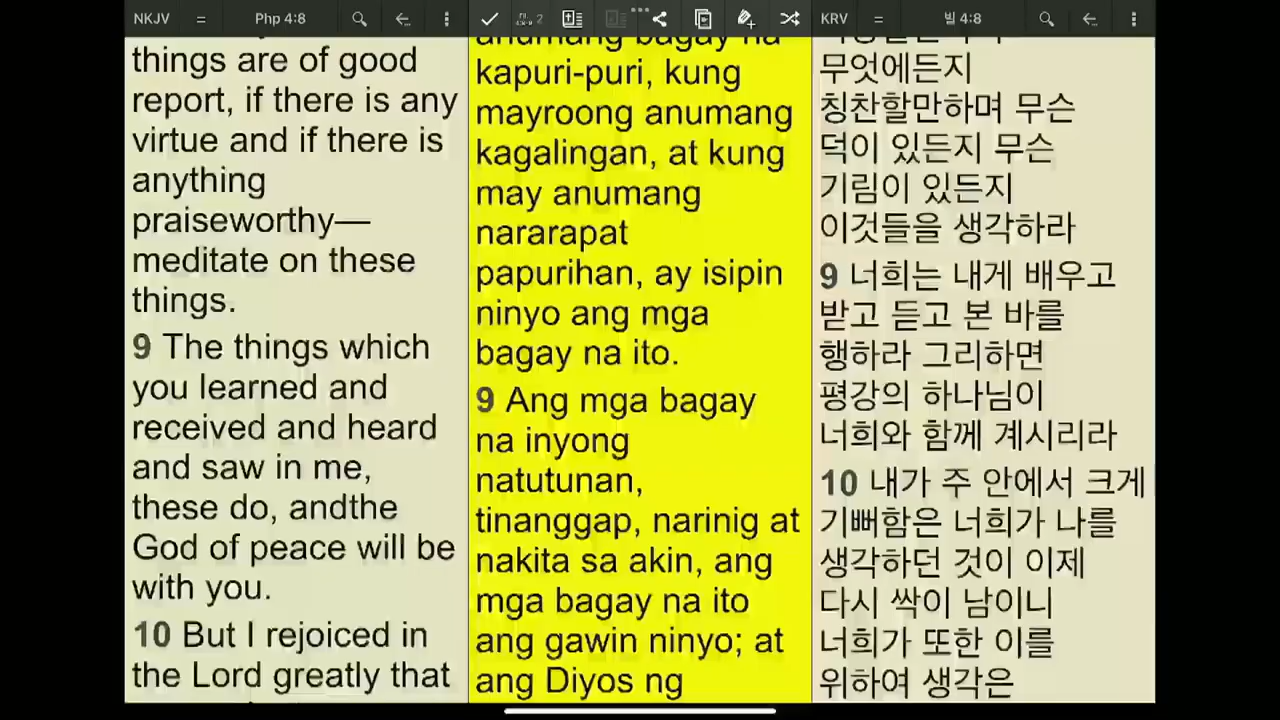 NKJV
Php 4:8
things are of good
report, if there is any
virtue and if there is
anything
praiseworthy—
meditate on these
things.
9 The things which
you learned and
received and heard
and saw in me,
these do, andthe
God of peace will be
with you.
10 But I rejoiced in
the Lord greatly that
anumang bagay na
kapuri-puri, kung
mayroong anumang
kagalingan, at kung
may anumang
nararapat
papurihan, ay isipin
ninyo ang mga
bagay na ito.
9 Ang mga bagay
na inyong
natutunan,
tinanggap, narinig at
nakita sa akin, ang
mga bagay na ito
ang gawin ninyo; at
ang Diyos ng
KRV
빌 4:8
무엇에든지
칭찬할만하며 무슨
덕이 있든지 무슨
기림이 있든지
이것들을 생각하라
9 너희는 내게 배우고
받고 듣고 본 바를
행하라 그리하면
평강의 하나님이
너희와 함께 계시리라
10 내가 주 안에서 크게
기뻐함은 너희가 나를
생각하던 것이 이제
다시 싹이 남이니
너희가 또한 이를
위하여 생각은